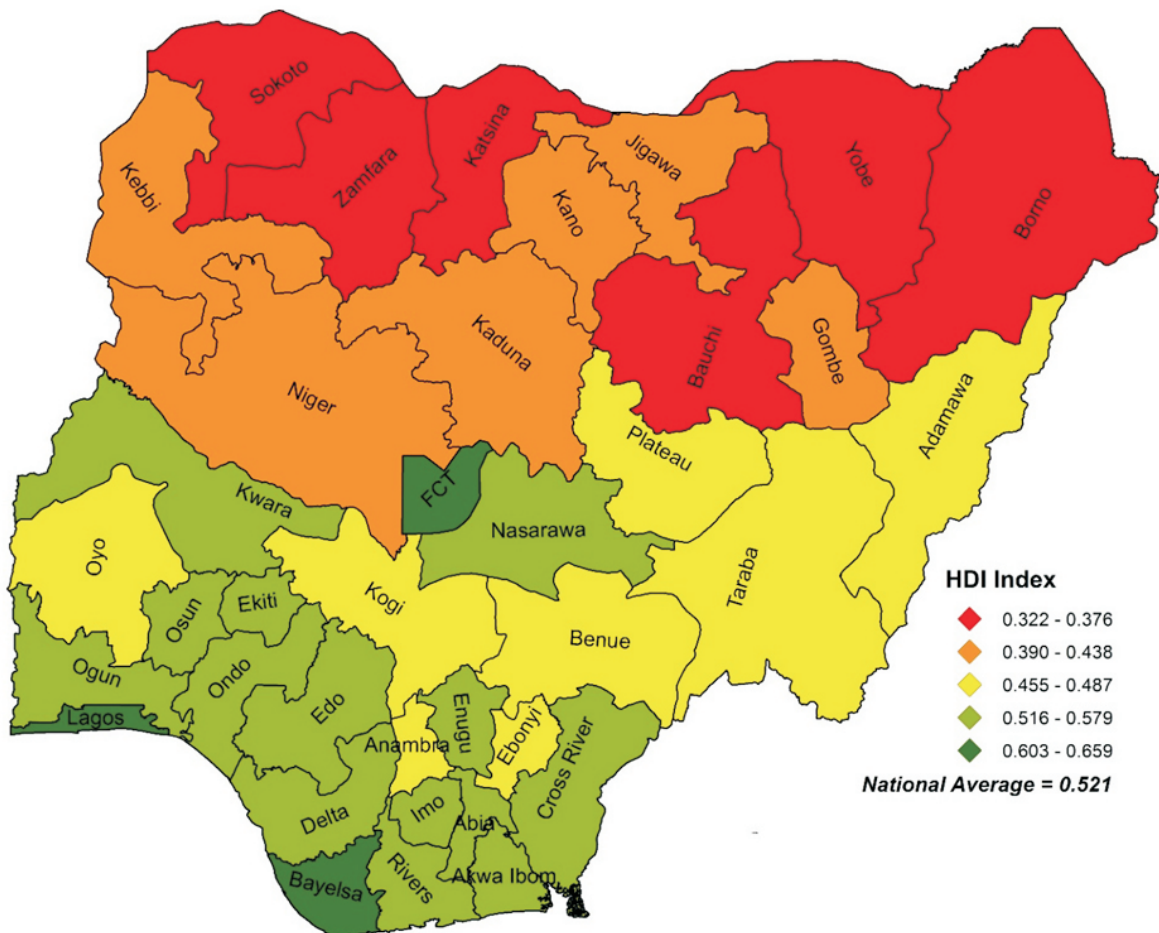 Sokoto
Katsina
Jigawa
Yobe
Borno
Kebbi
Zamfara
Kano
Kaduna
Bauchi
Gombe
Niger
Adamawa
Plateau
FCT
Kwara
Nasarawa
Oyo
Taraba
Kogi
Osun
Ekiti
Benue
Ogun
Ondo
Edo
Lagos
Anambra
Enugu
Ebonyi
Cross River
Delta
Imo
Abia
Bayelsa
Rivers
Akwa Ibom
HDI Index
0.322 - 0.376
0.390 - 0.438
0.455 - 0.487
0.516 - 0.579
0.603 - 0.659
National Average = 0.521